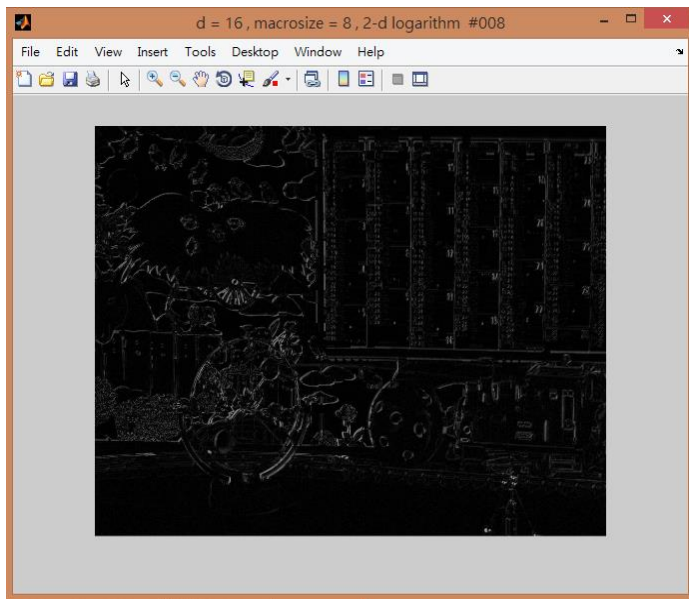 d = 16 , macrosize = 8 , 2-d logarithm #008
File Edit View Insert Tools Desktop Window Help